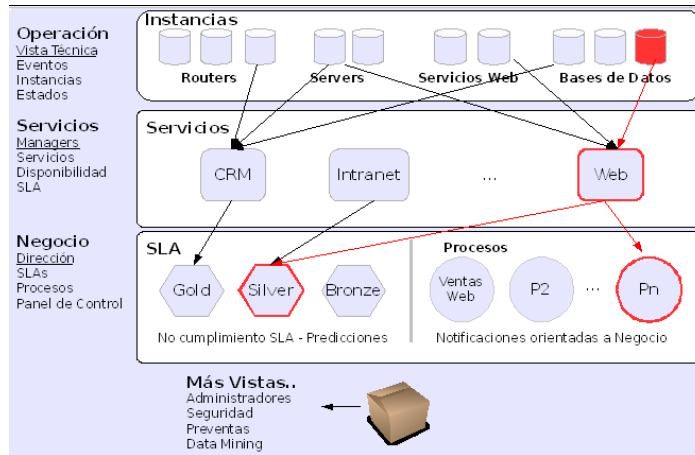 Operación
Vista Técnica
Eventos
Instancias
Estados
Instancias
Routers
Servers
Servicios Web
Bases de Datos
Servicios
Managers
Servicios
Disponibilidad
SLA
Servicios
CRM
Intranet
...
Web
Negocio
Dirección
SLAs
Procesos
Panel de Control
SLA
Gold
Silver
Bronze
No cumplimiento SLA - Predicciones
Procesos
Ventas
Web
P2
...
Pn
Notificaciones orientadas a Negocio
Más Vistas..
Administradores
Seguridad
Preventas
Data Mining